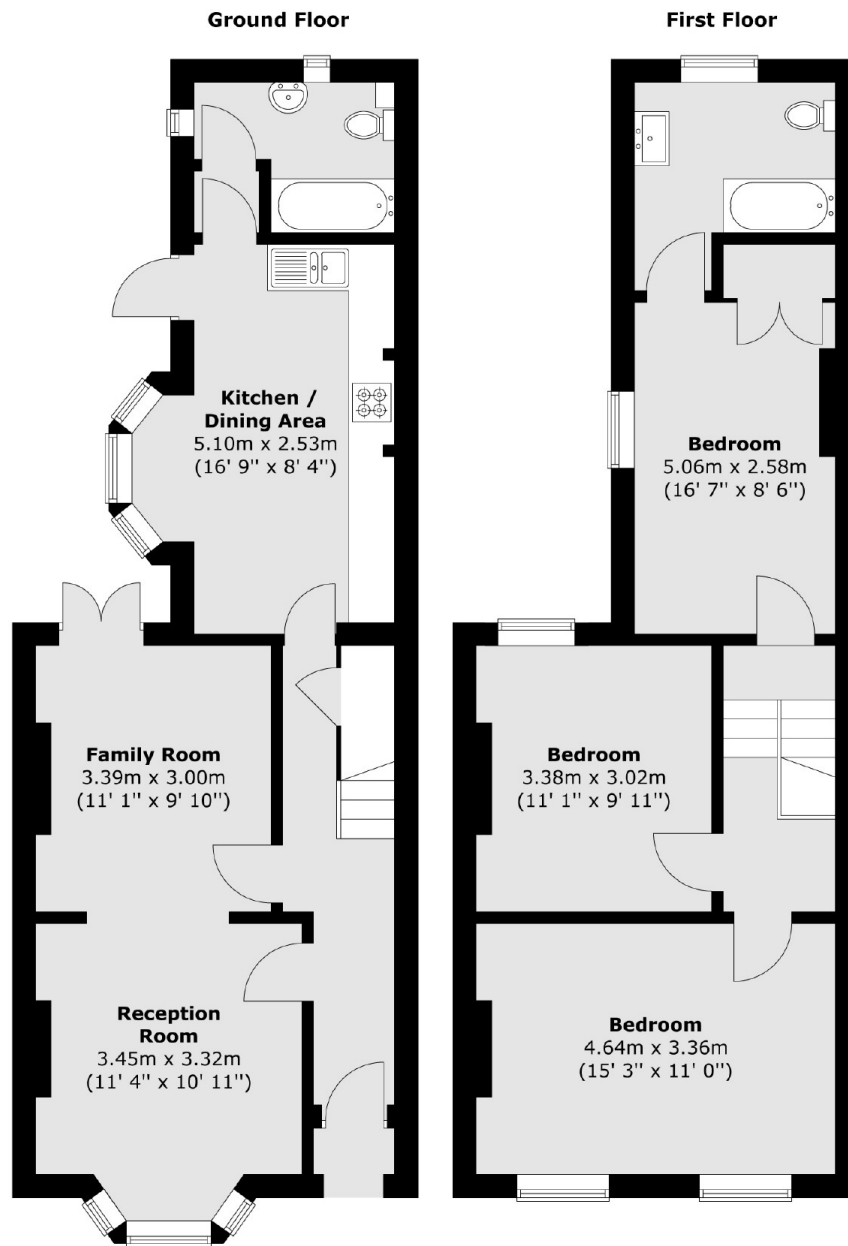 Ground Floor
Kitchen /
Dining Area
5.10m x 2.53m
(16' 9" x 8' 4")
Family Room
3.39m x 3.00m
(11' 1" x 9' 10")
Reception
Room
3.45m x 3.32m
(11' 4" x 10' 11")
First Floor
Bedroom
5.06m x 2.58m
(16' 7" x 8' 6")
Bedroom
3.38m x 3.02m
(11' 1" x 9' 11")
Bedroom
4.64m x 3.36m
(15' 3" x 11' 0")